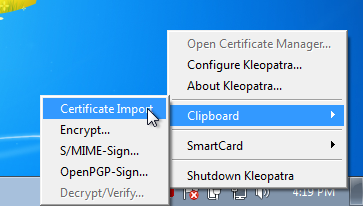 Open Certificate Manager...
Configure Kleopatra...
About Kleopatra...
Clipboard
Certificate Import
Encrypt...
S/MIME-Sign...
OpenPGP-Sign...
Decrypt/Verify...
SmartCard
Shutdown Kleopatra
4:19 PM